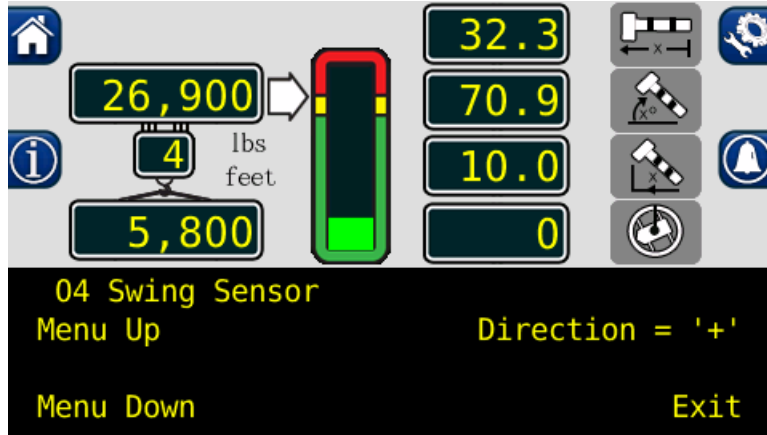 32.3
26,900
70.9
4
lbs
feet
10.0
5,800
0
x
x°
x
04 Swing Sensor
Menu Up
Direction = '+'
Menu Down
Exit